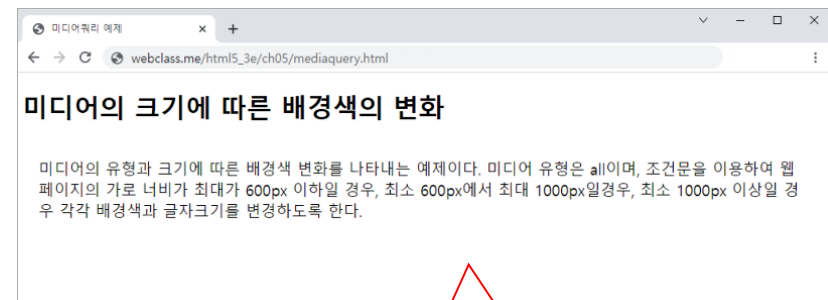 미디어쿼리 예제
webclass.me/html5_3e/ch05/mediaquery.html
미디어의 크기에 따른 배경색의 변화
미디어의 유형과 크기에 따른 배경색 변화를 나타내는 예제이다. 미디어 유형은 all이며, 조건문을 이용하여 웹
페이지의 가로 너비가 최대가 600px 이하일 경우, 최소 600px에서 최대 1000px일경우, 최소 1000px 이상일 경
우 각각 배경색과 글자크기를 변경하도록 한다.